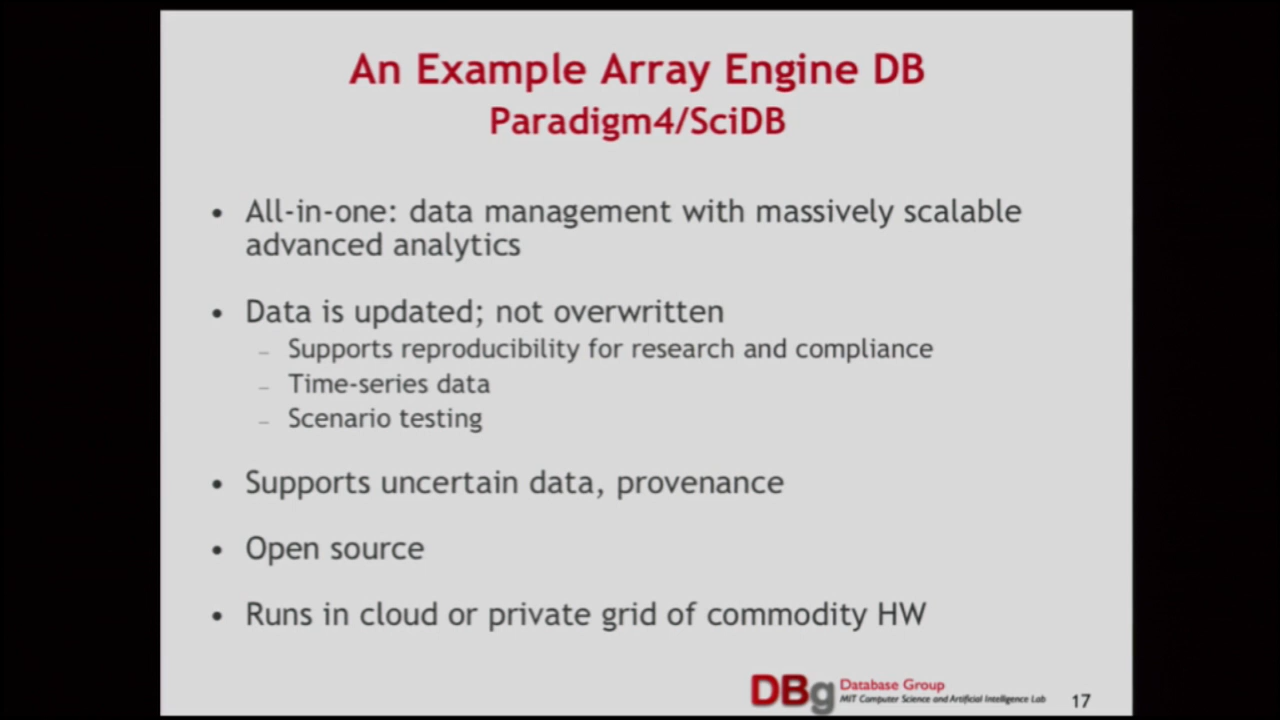 An Example Array Engine DB
Paradigm4/SciDB
• All-in-one: data management with massively scalable
advanced analytics
• Data is updated; not overwritten
– Supports reproducibility for research and compliance
– Time-series data
– Scenario testing
• Supports uncertain data, provenance
• Open source
• Runs in cloud or private grid of commodity HW
DBg Database Group
MIT Computer Science and Artificial Intelligence Lab
17